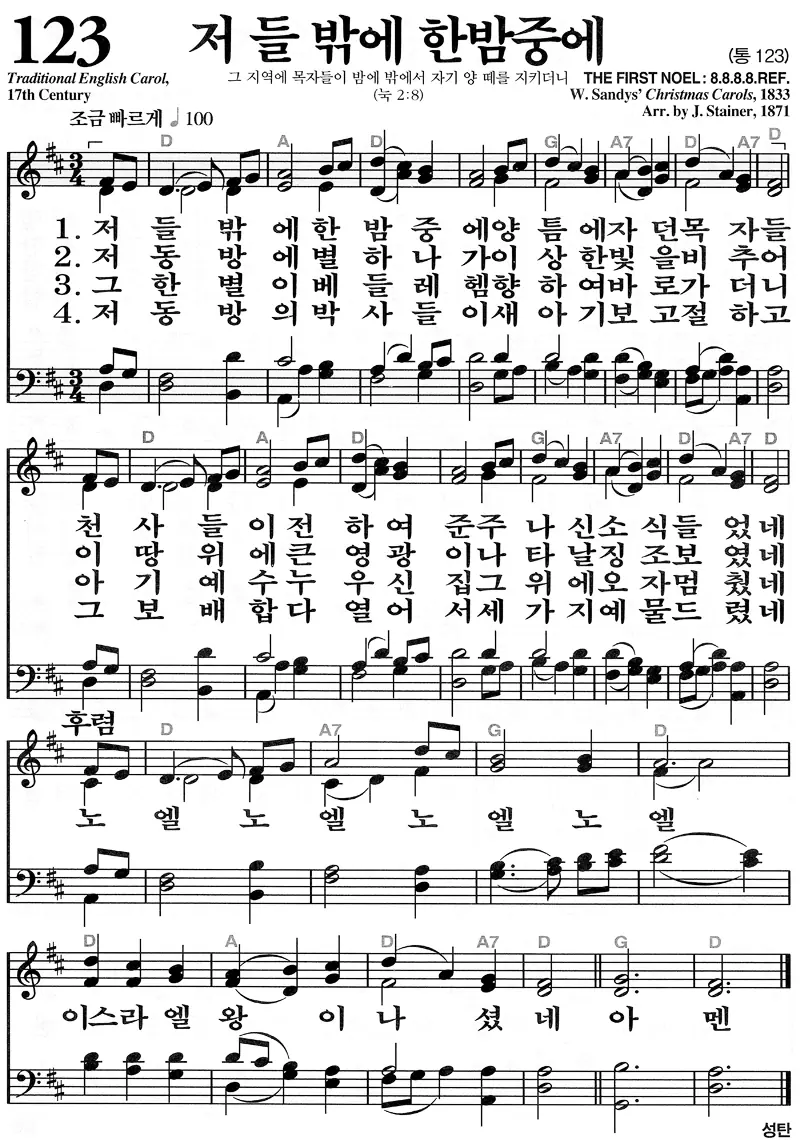 123 저 들 밖에 한밤중에 (통 123)
Traditional English Carol, 그 지역에 목자들이 밤에 밖에서 자기 양 떼를 지키더니 THE FIRST NOEL: 8.8.8.8.REF.
17th Century (눅 2:8) W. Sandys' Christmas Carols, 1833
조금 빠르게 ♩ 100 Arr. by J. Stainer, 1871
D A D G A7 D A7 D
3 4
1. 저 들 밖 에 한 밤 중 에 양 틈 에 자 던 목 자 들
2. 저 동 방 에 별 하 나 가 이 상 한 빛 을 비 추 어
3. 그 한 별 이 베 들 레 헴 향 하 여 바 로 가 더 니
4. 저 동 방 의 박 사 들 이 새 아 기 보 고 절 하 고
3 4
D A D G A7 D A7 D
천 사 들 이 전 하 여 준 주 나 신 소 식 들 었 네
이 땅 위 에 큰 영 광 이 나 타 날 징 조 보 였 네
아 기 예 수 누 우 신 집 그 위 에 오 자 멈 췄 네
그 보 배 합 다 열 어 서 세 가 지 예 물 드 렸 네
후렴
D A7 G D
노 엘 노 엘 노 엘 노 엘
D A D A7 D G D
이 스 라 엘 왕 이 나 셨 네 아 멘
성탄